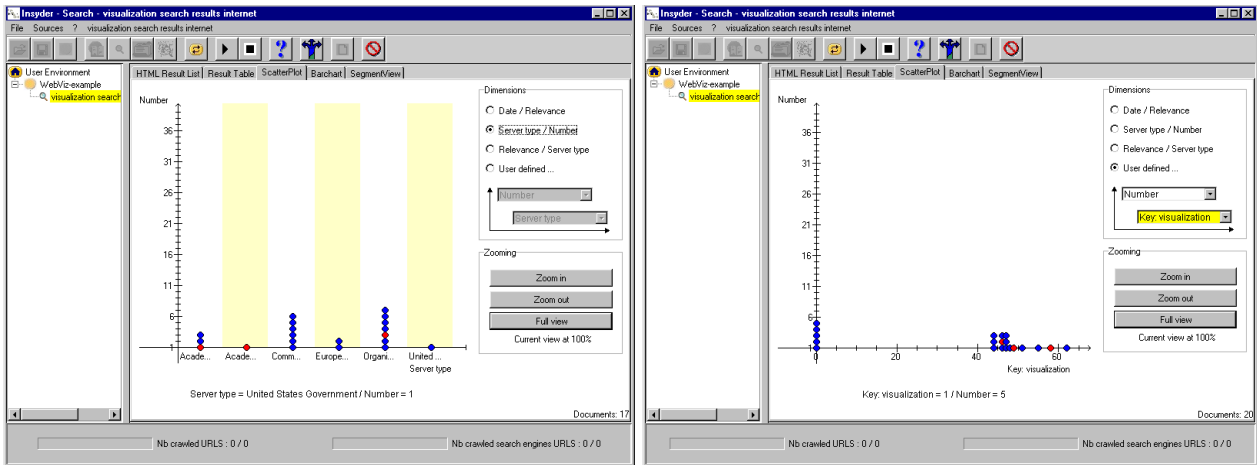 Insyder - Search - visualization search results internet
File Sources ? visualization search results internet
User Environment
WebViz-example
visualization search
HTML Result List Result Table ScatterPlot Barchart SegmentView
Number
36
31
26
21
16
11
6
1
Acade... Acade... Comm... Europe... Organi... United ...
Server type
Server type = United States Government / Number = 1
Dimensions
Date / Relevance
Server type / Number
Relevance / Server type
User defined ...
Number
Server type
Zooming
Zoom in
Zoom out
Full view
Current view at 100%
Documents: 17
Nb crawled URLS : 0 / 0 Nb crawled search engines URLS : 0 / 0
Insyder - Search - visualization search results internet
File Sources ? visualization search results internet
User Environment
WebViz-example
visualization search
HTML Result List Result Table ScatterPlot Barchart SegmentView
Number
36
31
26
21
16
11
6
1
0 20 40 60
Key: visualization
Key: visualization = 1 / Number = 5
Dimensions
Date / Relevance
Server type / Number
Relevance / Server type
User defined ...
Number
Key: visualization
Zooming
Zoom in
Zoom out
Full view
Current view at 100%
Documents: 20
Nb crawled URLS : 0 / 0 Nb crawled search engines URLS : 0 / 0